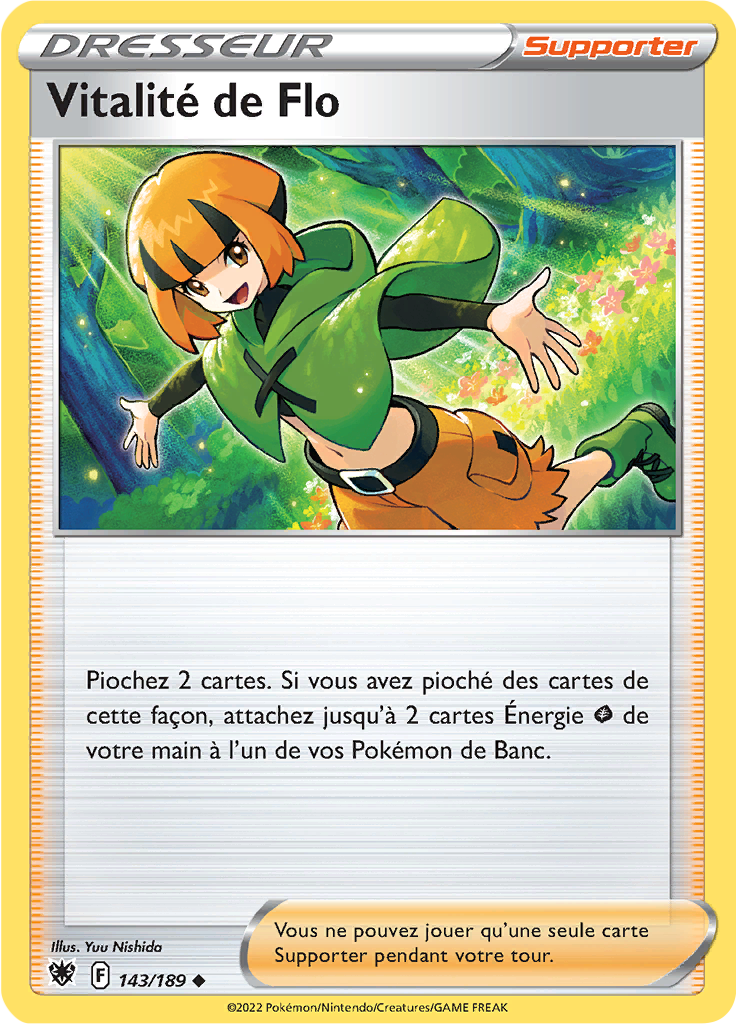 DRESSEUR
Supporter
Vitalité de Flo
Piochez 2 cartes. Si vous avez pioché des cartes de
cette façon, attachez jusqu'à 2 cartes Énergie de
votre main à l'un de vos Pokémon de Banc.
Vous ne pouvez jouer qu'une seule carte
Supporter pendant votre tour.
Illus. Yuu Nishida
F 143/189
©2022 Pokémon/Nintendo/Creatures/GAME FREAK